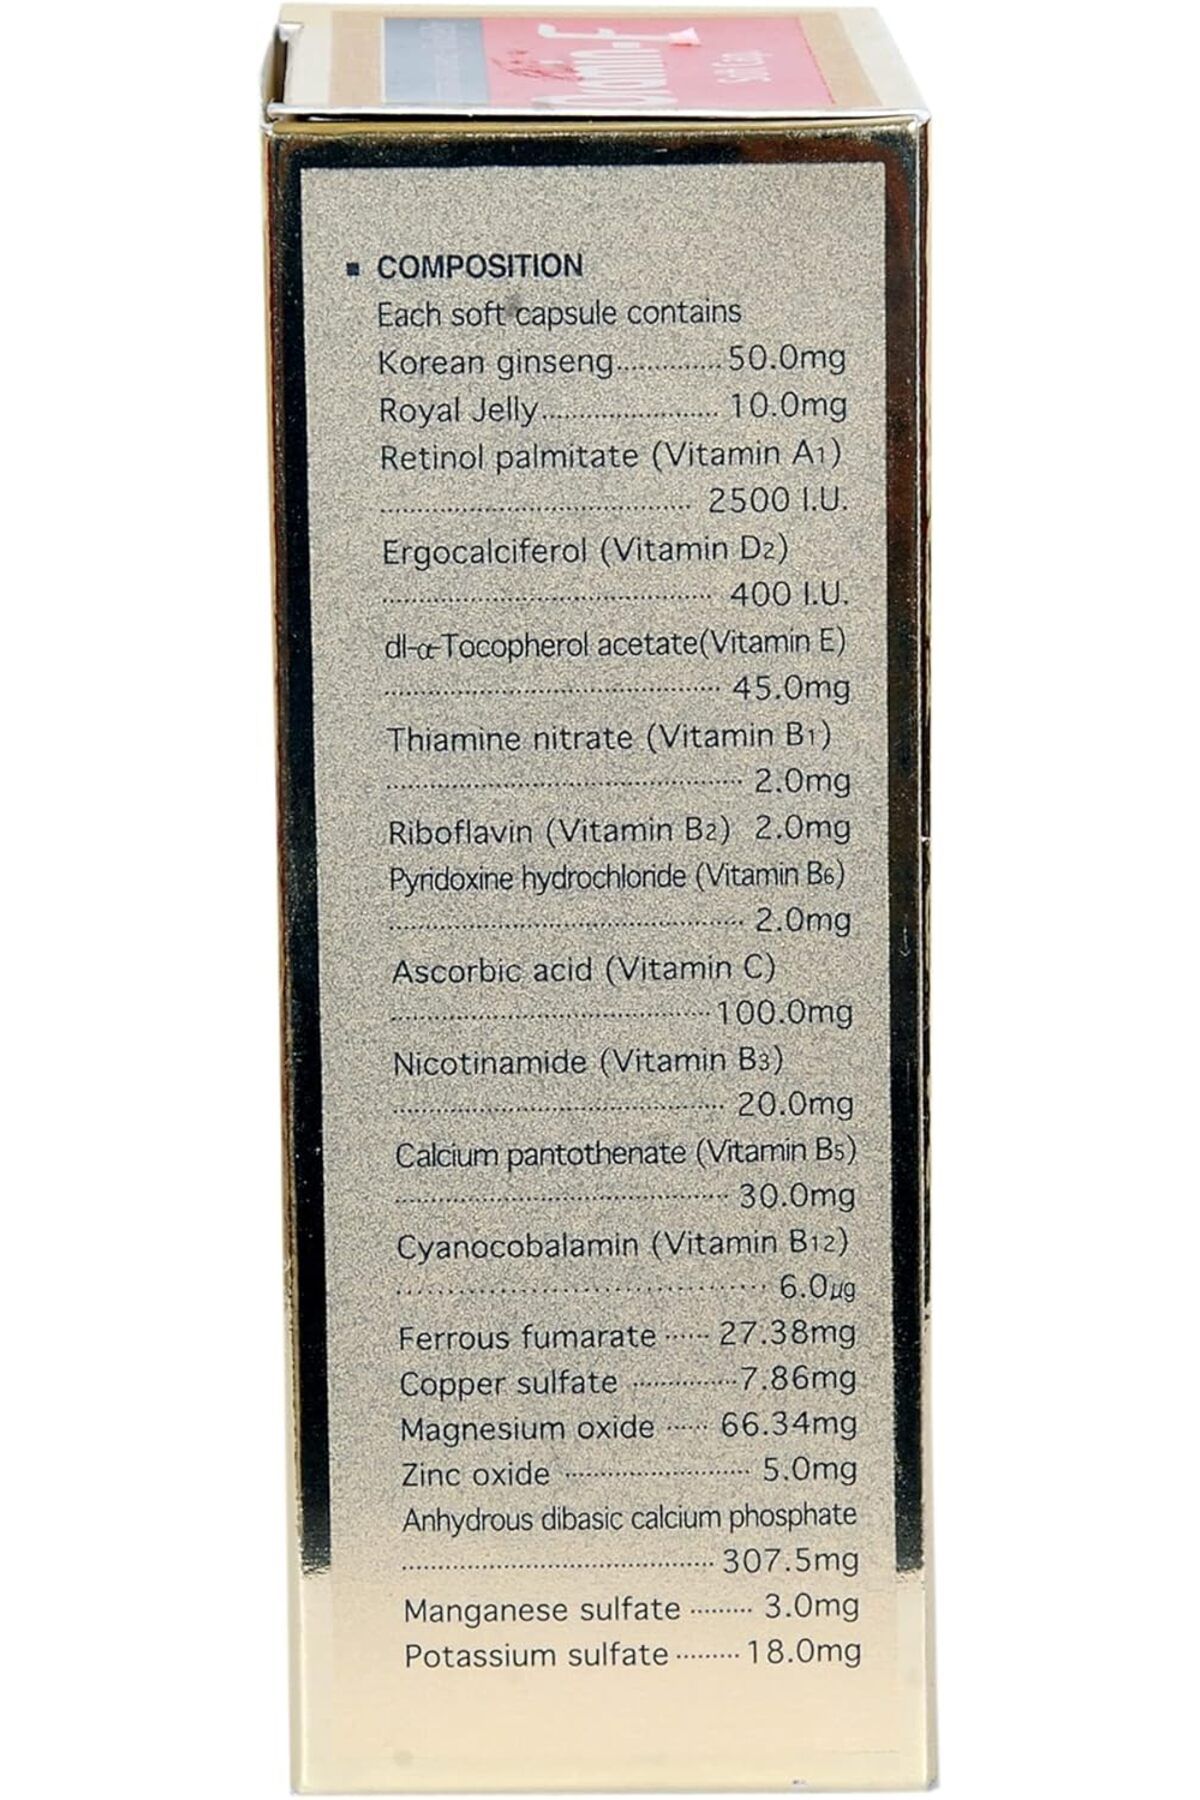 Soft Cap.
■ COMPOSITION
Each soft capsule contains
Korean ginseng.............. 50.0mg
Royal Jelly........................ 10.0mg
Retinol palmitate (Vitamin A1)
........................................ 2500 I.U.
Ergocalciferol (Vitamin D2)
........................................ 400 I.U.
dl-α-Tocopherol acetate(Vitamin E)
........................................ 45.0mg
Thiamine nitrate (Vitamin B1)
........................................ 2.0mg
Riboflavin (Vitamin B2) 2.0mg
Pyridoxine hydrochloride (Vitamin B6)
........................................ 2.0mg
Ascorbic acid (Vitamin C)
........................................ 100.0mg
Nicotinamide (Vitamin B3)
........................................ 20.0mg
Calcium pantothenate (Vitamin B5)
........................................ 30.0mg
Cyanocobalamin (Vitamin B12)
........................................ 6.0μg
Ferrous fumarate ...... 27.38mg
Copper sulfate ..............7.86mg
Magnesium oxide ...... 66.34mg
Zinc oxide ......................... 5.0mg
Anhydrous dibasic calcium phosphate
........................................ 307.5mg
Manganese sulfate ......... 3.0mg
Potassium sulfate ......... 18.0mg